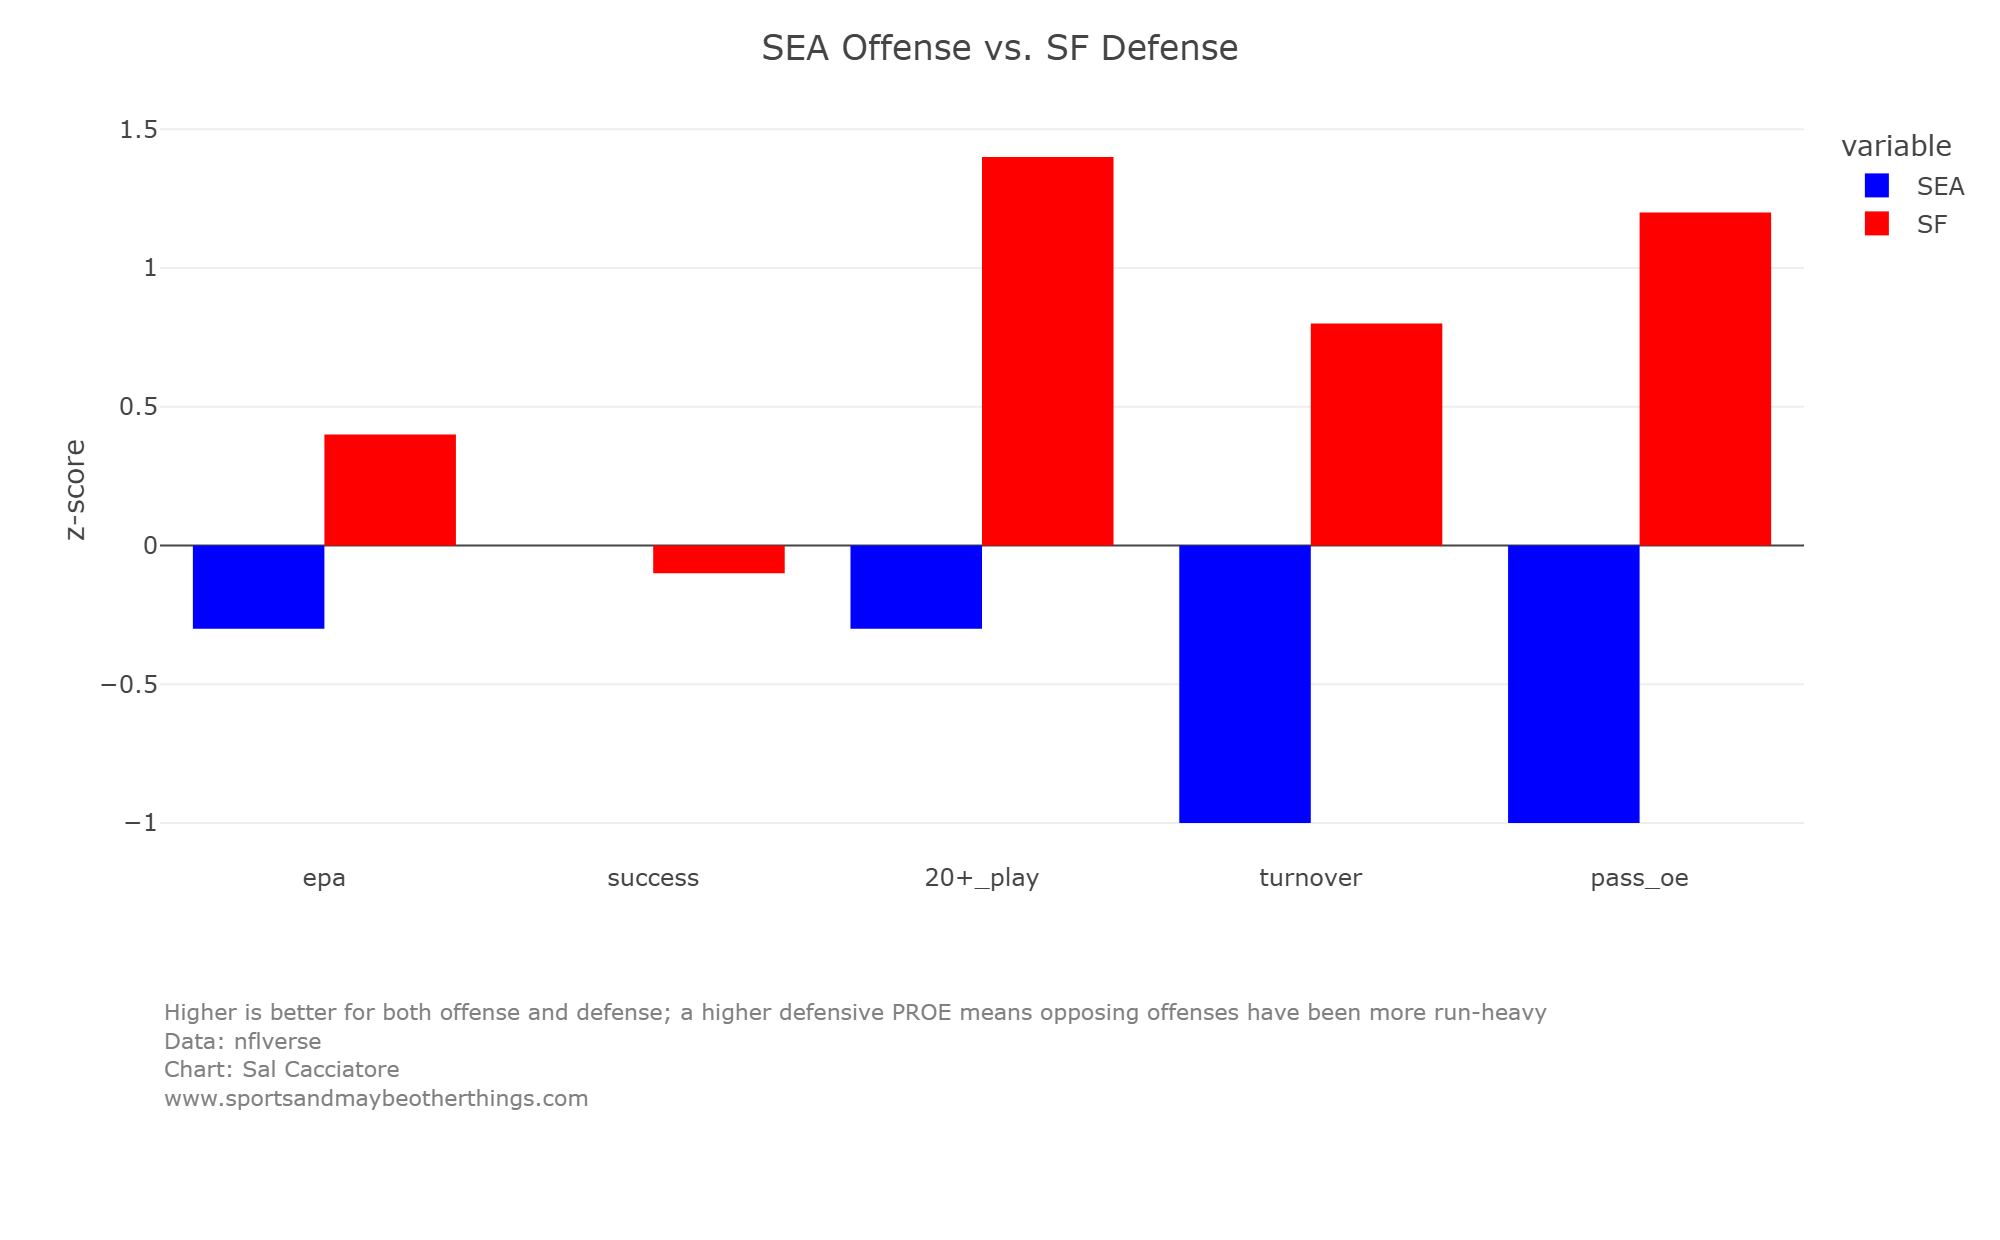 SEA Offense vs. SF Defense
1.5
1
0.5
0
−0.5
−1
z-score
variable
SEA
SF
epa
success
20+_play
turnover
pass_oe
Higher is better for both offense and defense; a higher defensive PROE means opposing offenses have been more run-heavy
Data: nflverse
Chart: Sal Cacciatore
www.sportsandmaybeotherthings.com